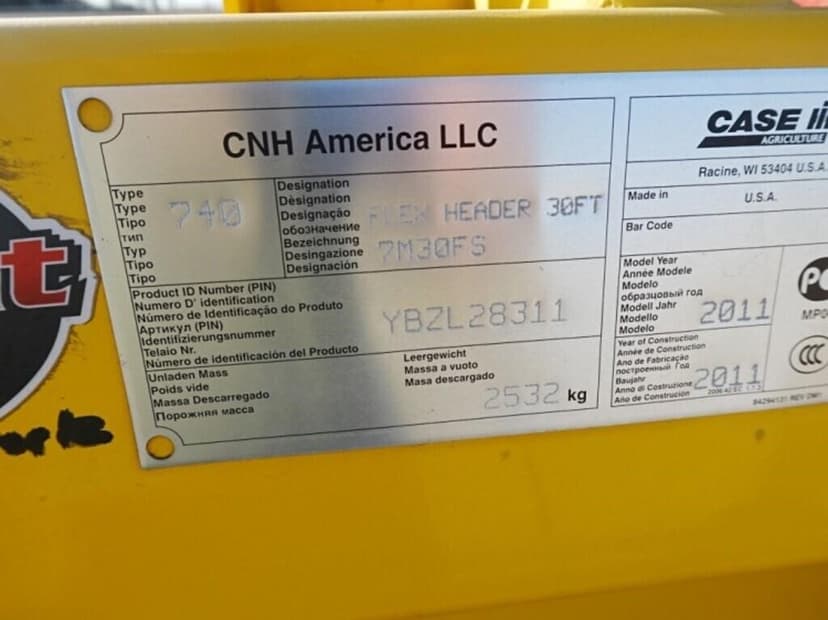 CNH America LLC
Type
Type
Tipo
тип
Typ
Tipo
Tipo
740
Designation
Dèsignation
Designação
обозначение
Bezeichnung
Desingazione
Designación
FLEX HEADER 30FT
7M30FS
Product ID Number (PIN)
Numero D' identification
Número de Identificação do Produto
Артикул (PIN)
Identifizierungsnummer
Telaio Nr.
Número de identificación del Producto
YBZL28311
Unladen Mass
Poids vide
Massa Descarregado
Порожняя масса
Leergewicht
Massa a vuoto
Masa descargado
2532 kg
CASE III
AGRICULTURE
Racine, WI 53404 U.S.A.
Made in
U.S.A.
Bar Code
Model Year
Année Modele
Modelo
образцовый год
Modell Jahr
Modello
Modelo
2011
Year of Construction
Année de Construction
Ano de Fabricação
построенный Год
Baujahr
Anno di Costruzione
Año de Construcion
2011
CCC
t